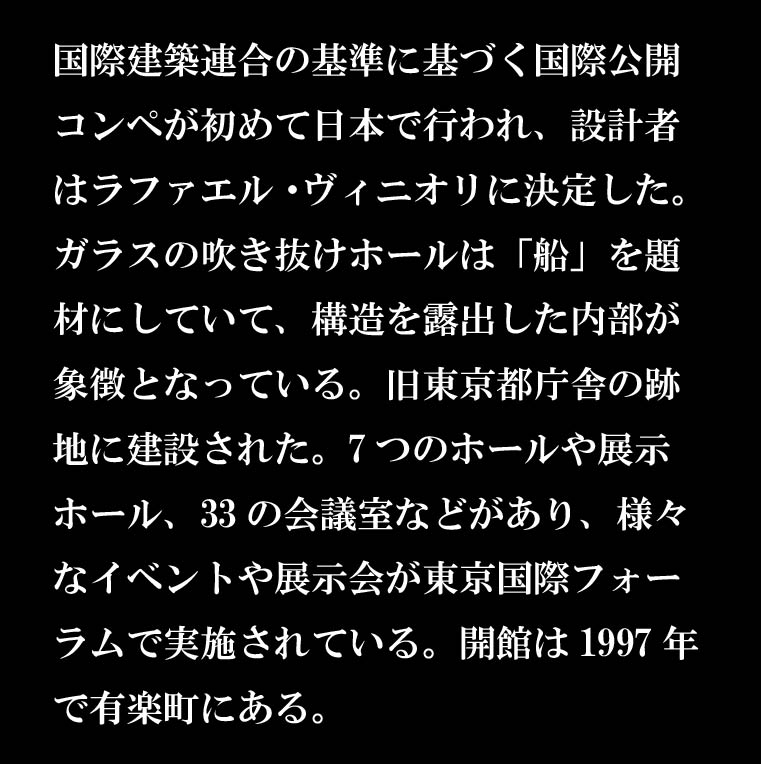 国際建築連合の基準に基づく国際公開
コンペが初めて日本で行われ、設計者
はラファエル・ヴィニオリに決定した。
ガラスの吹き抜けホールは「船」を題
材にしていて、構造を露出した内部が
象徴となっている。旧東京都庁舎の跡
地に建設された。7 つのホールや展示
ホール、33 の会議室などがあり、様々
なイベントや展示会が東京国際フォー
ラムで実施されている。開館は 1997 年
で有楽町にある。